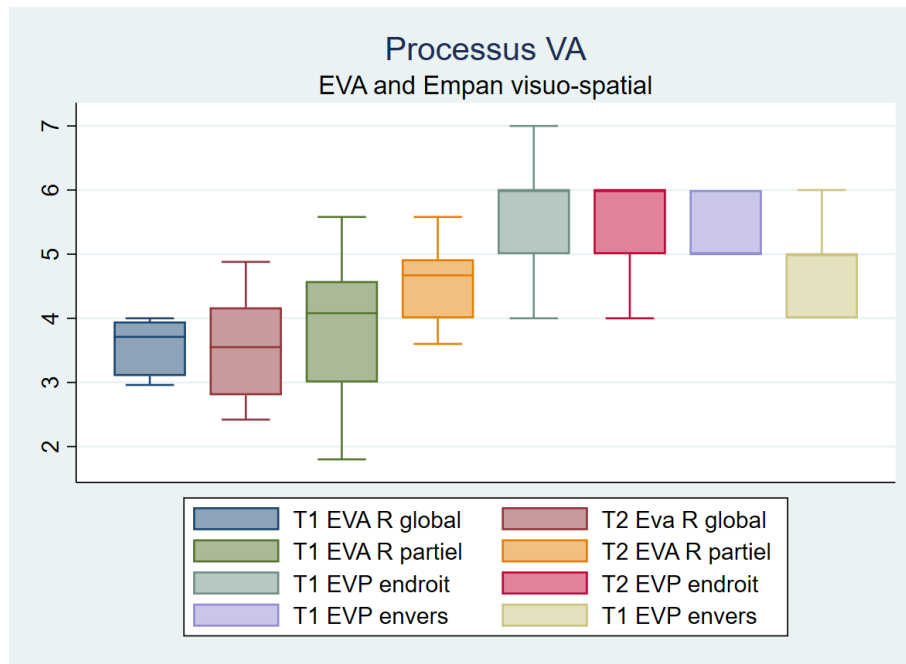 Processus VA
EVA and Empan visuo-spatial
7
6
5
4
3
2
T1 EVA R global T2 Eva R global
T1 EVA R partiel T2 EVA R partiel
T1 EVP endroit T2 EVP endroit
T1 EVP envers T1 EVP envers